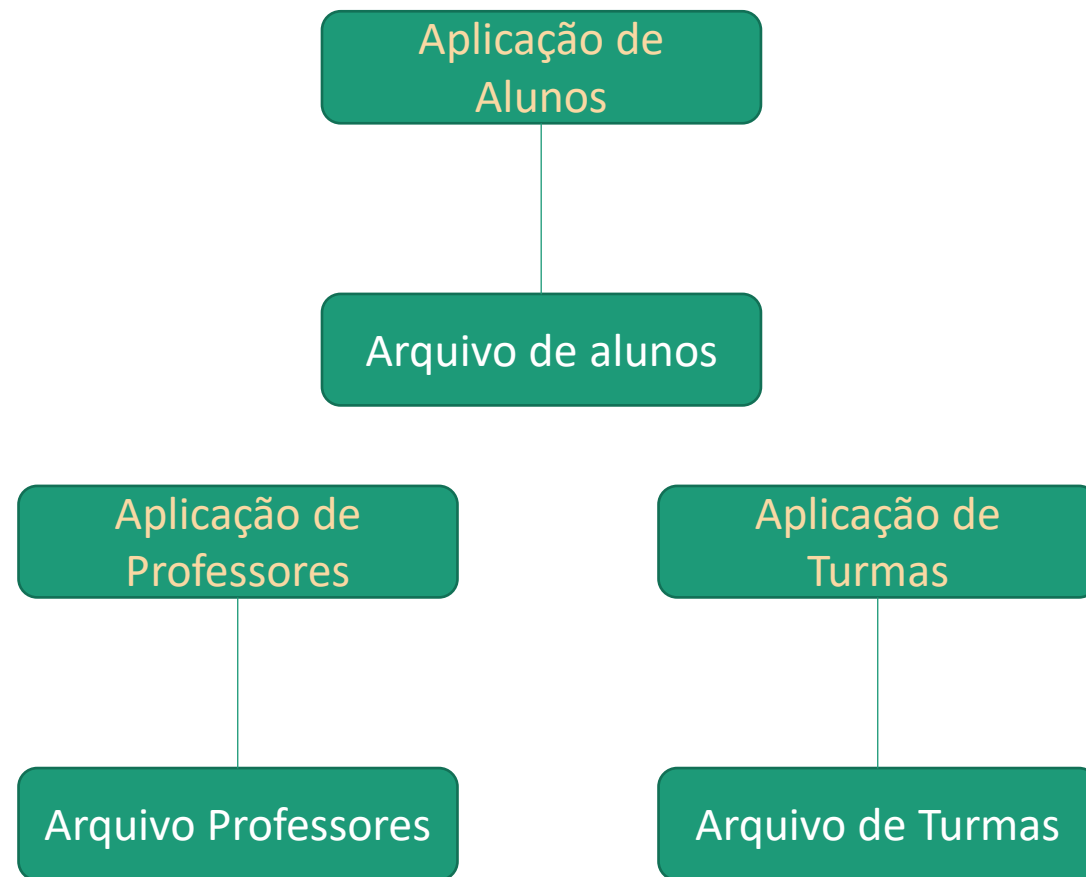 Aplicação de
Alunos
Arquivo de alunos
Aplicação de
Professores
Aplicação de
Turmas
Arquivo Professores
Arquivo de Turmas